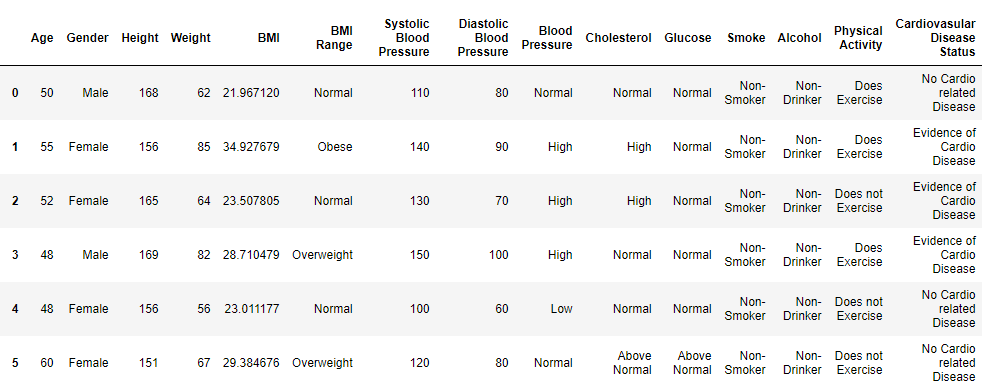 Age Gender Height Weight BMI BMI Range Systolic Blood Pressure Diastolic Blood Pressure Blood Pressure Cholesterol Glucose Smoke Alcohol Physical Activity Cardiovasular Disease Status
0 50 Male 168 62 21.967120 Normal 110 80 Normal Normal Normal Non-Smoker Non-Drinker Does Exercise No Cardio related Disease
1 55 Female 156 85 34.927679 Obese 140 90 High High Normal Non-Smoker Non-Drinker Does Exercise Evidence of Cardio Disease
2 52 Female 165 64 23.507805 Normal 130 70 High High Normal Non-Smoker Non-Drinker Does not Exercise Evidence of Cardio Disease
3 48 Male 169 82 28.710479 Overweight 150 100 High Normal Normal Non-Smoker Non-Drinker Does Exercise Evidence of Cardio Disease
4 48 Female 156 56 23.011177 Normal 100 60 Low Normal Normal Non-Smoker Non-Drinker Does not Exercise No Cardio related Disease
5 60 Female 151 67 29.384676 Overweight 120 80 Normal Above Normal Above Normal Non-Smoker Non-Drinker Does not Exercise No Cardio related Disease